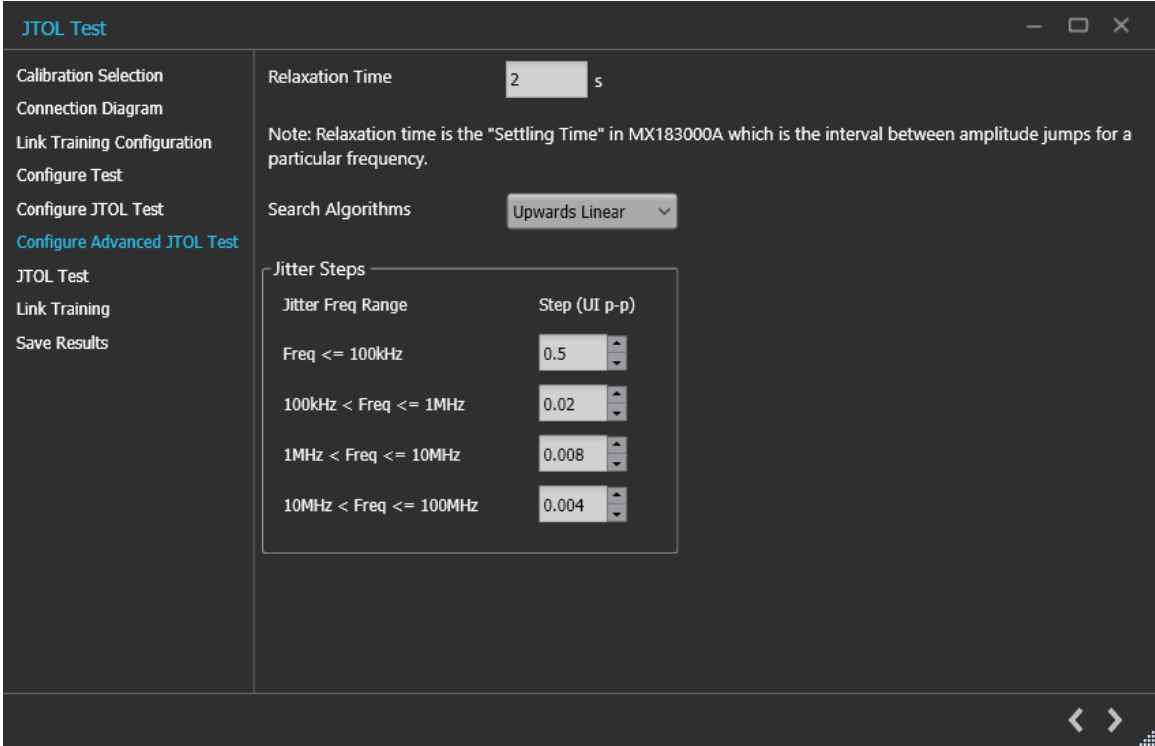 JTOL Test
Calibration Selection
Connection Diagram
Link Training Configuration
Configure Test
Configure JTOL Test
Configure Advanced JTOL Test
JTOL Test
Link Training
Save Results
Relaxation Time 2 s
Note: Relaxation time is the "Settling Time" in MX183000A which is the interval between amplitude jumps for a
particular frequency.
Search Algorithms Upwards Linear
Jitter Steps
Jitter Freq Range Step (UI p-p)
Freq <= 100kHz 0.5
100kHz < Freq <= 1MHz 0.02
1MHz < Freq <= 10MHz 0.008
10MHz < Freq <= 100MHz 0.004